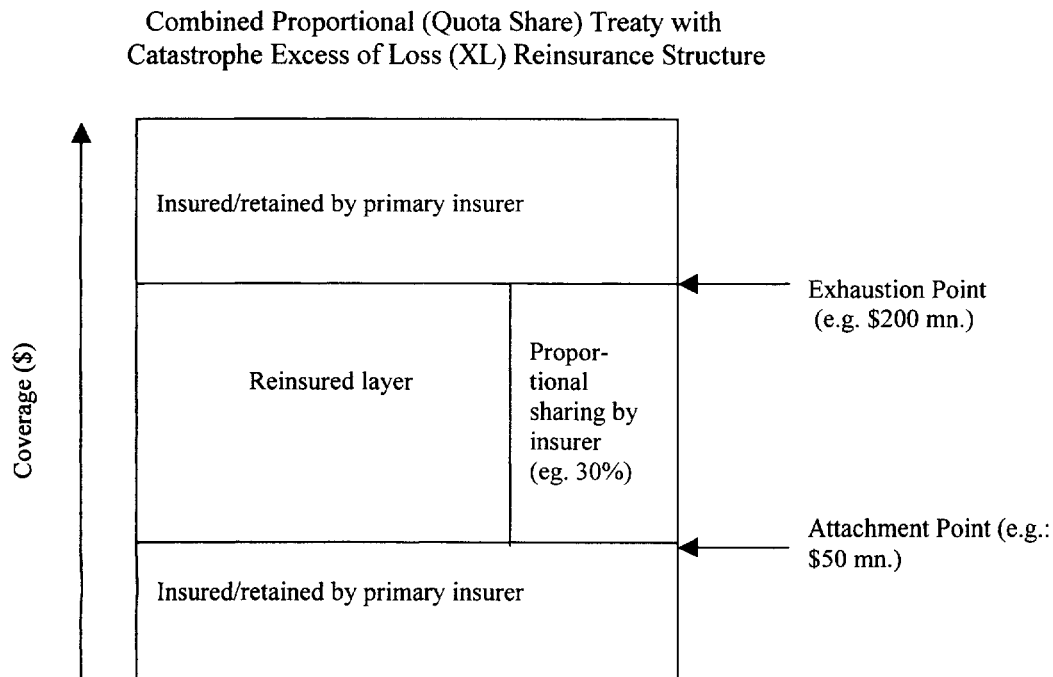 Combined Proportional (Quota Share) Treaty with
Catastrophe Excess of Loss (XL) Reinsurance Structure
Insured/retained by primary insurer
Exhaustion Point
(e.g. $200 mn.)
Coverage ($)
Reinsured layer
Propor-
tional
sharing by
insurer
(eg. 30%)
Attachment Point (e.g.:
$50 mn.)
Insured/retained by primary insurer